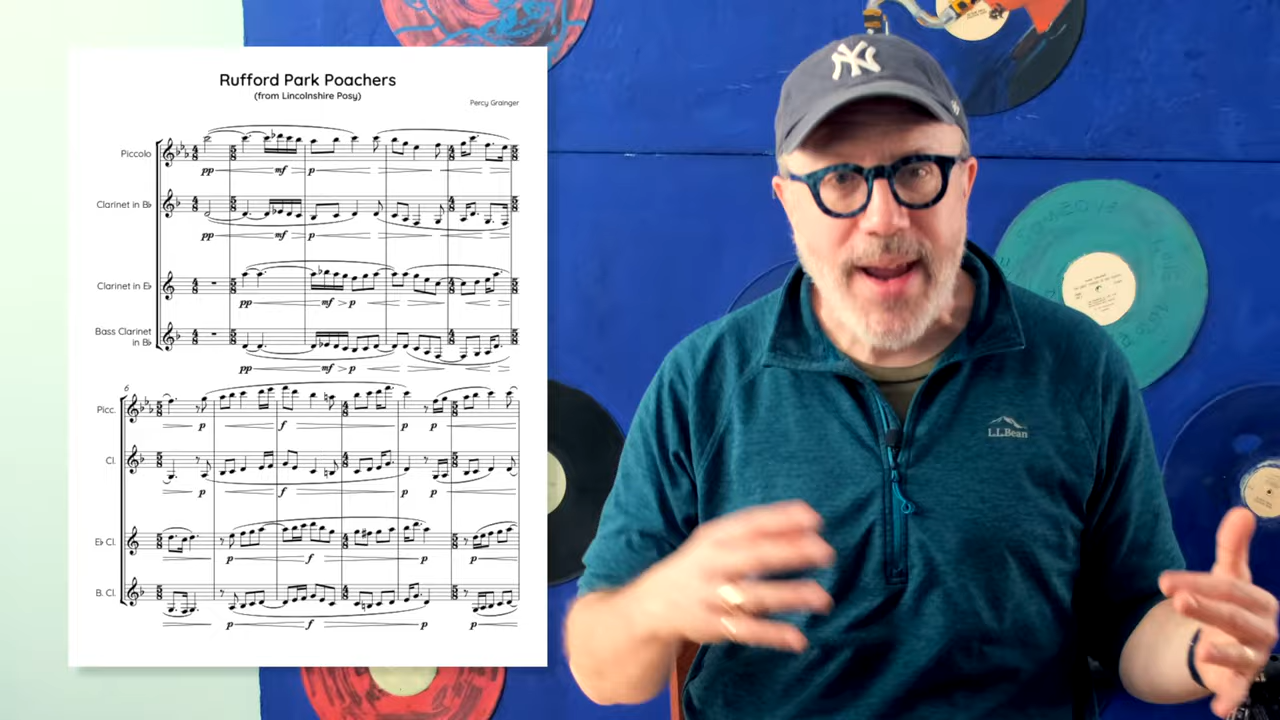 Rufford Park Poachers
(from Lincolnshire Posy)
Percy Grainger
Piccolo
Clarinet in B♭
Clarinet in E♭
Bass Clarinet
in B♭
pp mf p
pp mf p
pp mf p
pp mf p
6
Picc.
Cl.
E♭ Cl.
B. Cl.
p f p p
p f p p
p f p p
p f p p
NY
L.L.Bean